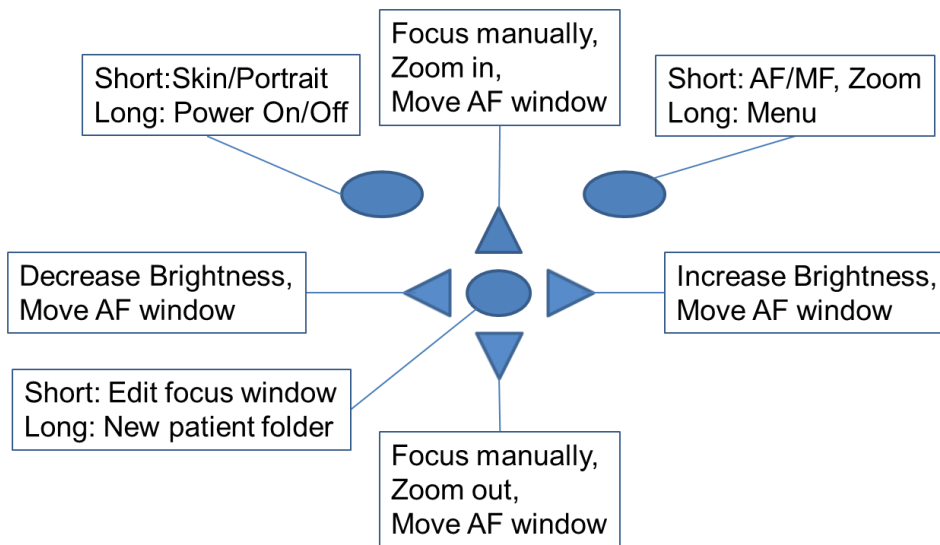 Focus manually,
Zoom in,
Move AF window
Short:Skin/Portrait
Long: Power On/Off
Short: AF/MF, Zoom
Long: Menu
Decrease Brightness,
Move AF window
Increase Brightness,
Move AF window
Short: Edit focus window
Long: New patient folder
Focus manually,
Zoom out,
Move AF window